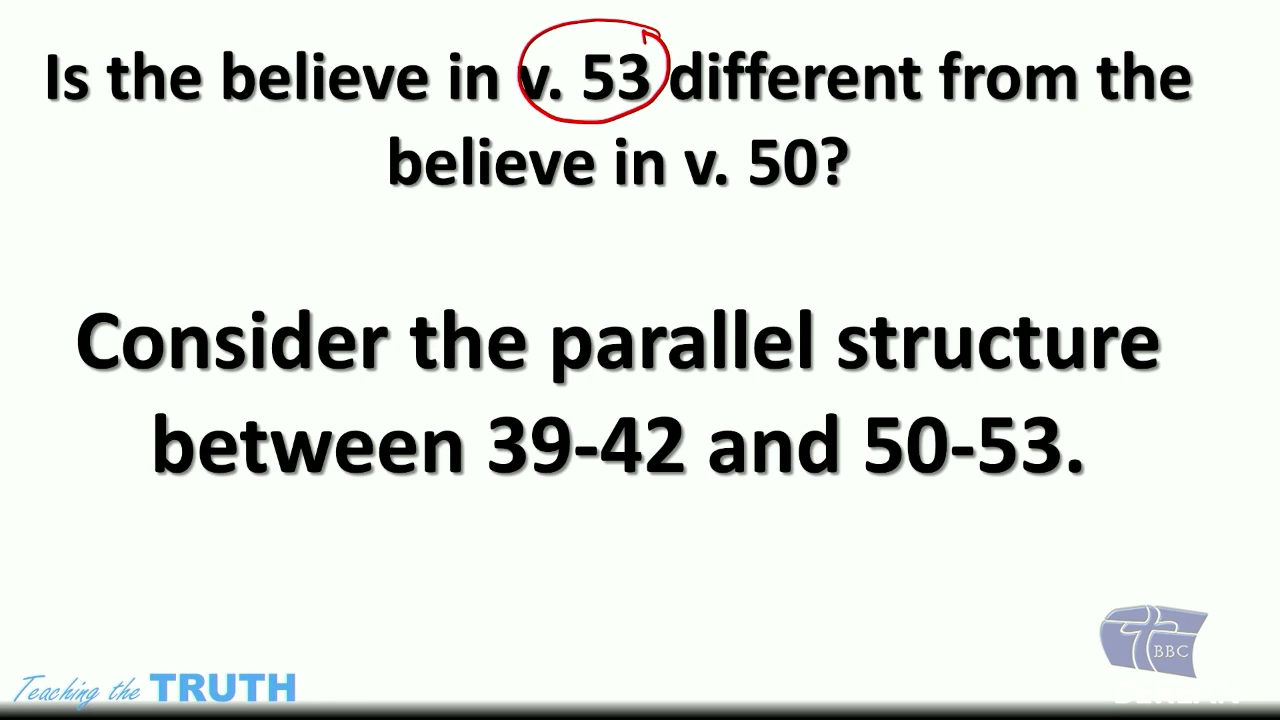 Is the believe in v. 53 different from the
believe in v. 50?
Consider the parallel structure
between 39-42 and 50-53.
BBC
Teaching the TRUTH